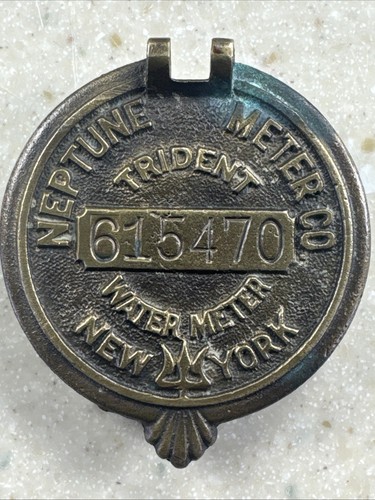 NEPTUNE METER CO
TRIDENT
615470
WATER METER
NEW YORK